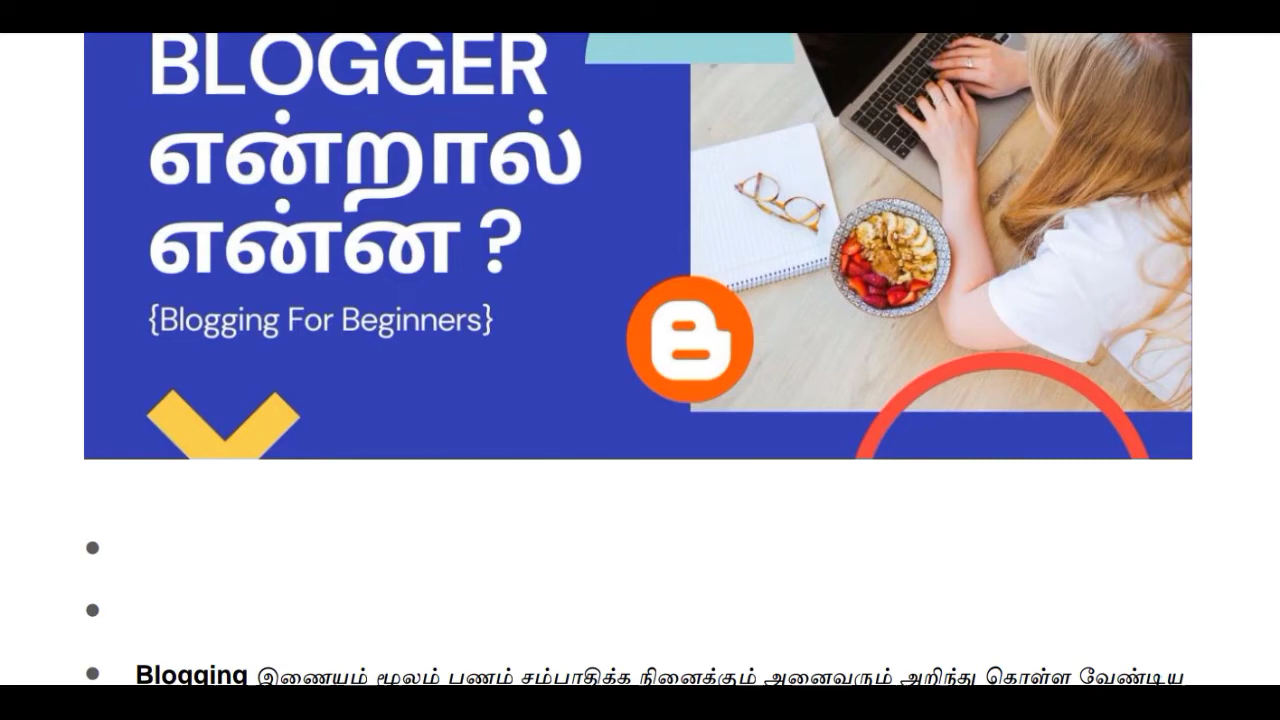 BLOGGER
என்றால்
என்ன ?
{Blogging For Beginners}
Blogging இணையம் மூலம் பணம் சம்பாதிக்க நினைக்கும் அனைவரும் அறிந்து கொள்ள வேண்டிய